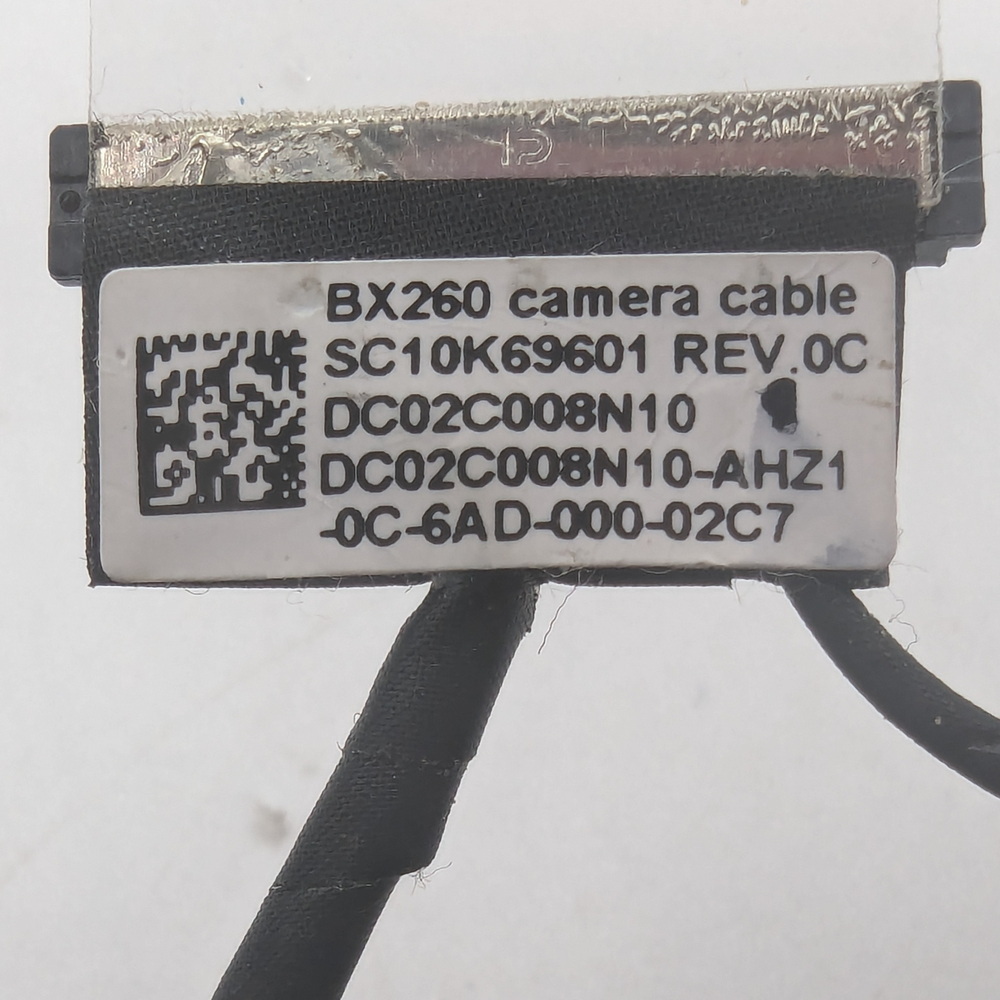 BX260 camera cable
SC10K69601 REV.0C
DC02C008N10
DC02C008N10-AHZ1
-0C-6AD-000-02C7